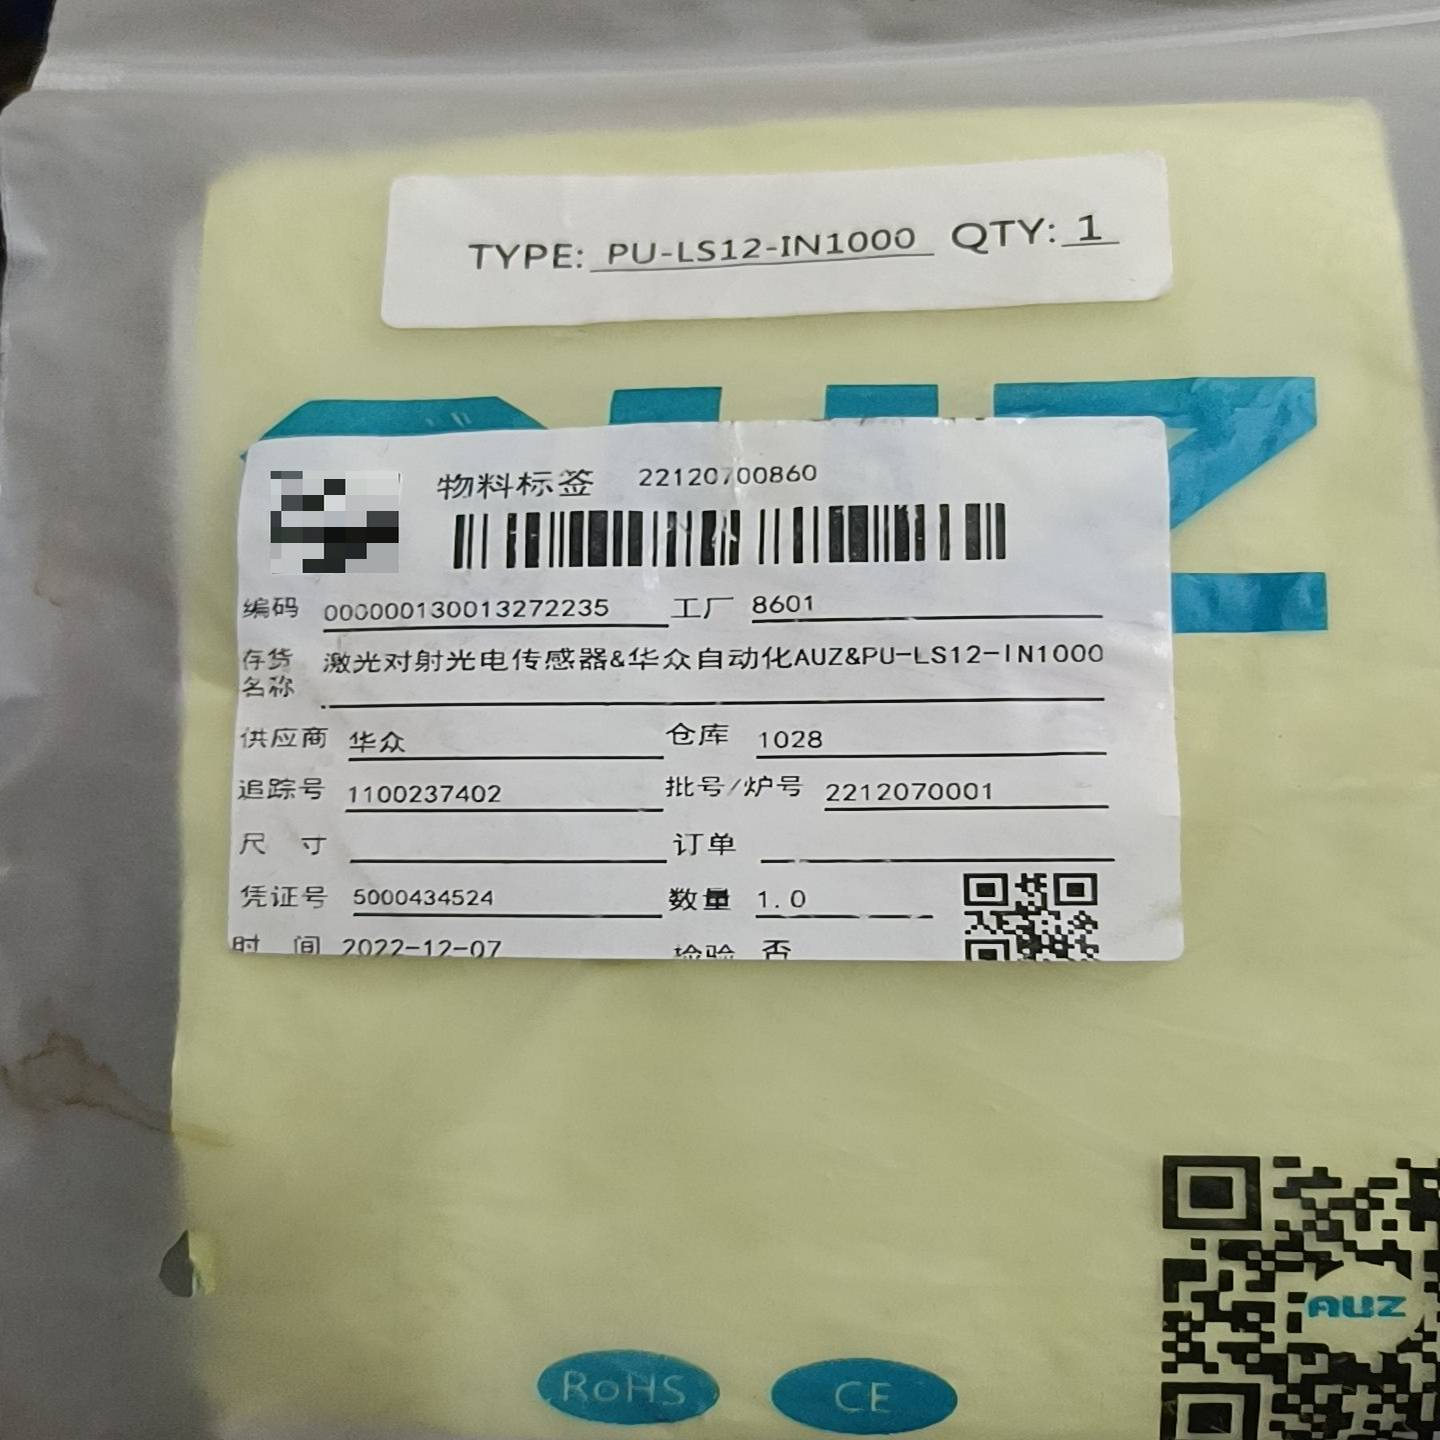 TYPE: PU-LS12-IN1000 QTY: 1
物料标签 22120700860
编码 000000130013272235 工厂 8601
存货名称 激光对射光电传感器&华众自动化AUZ&PU-LS12-IN1000
供应商 华众 仓库 1028
追踪号 1100237402 批号/炉号 2212070001
尺 寸 订单
凭证号 5000434524 数量 1.0
时 间 2022-12-07 检验 否
AUZ
RoHS CE